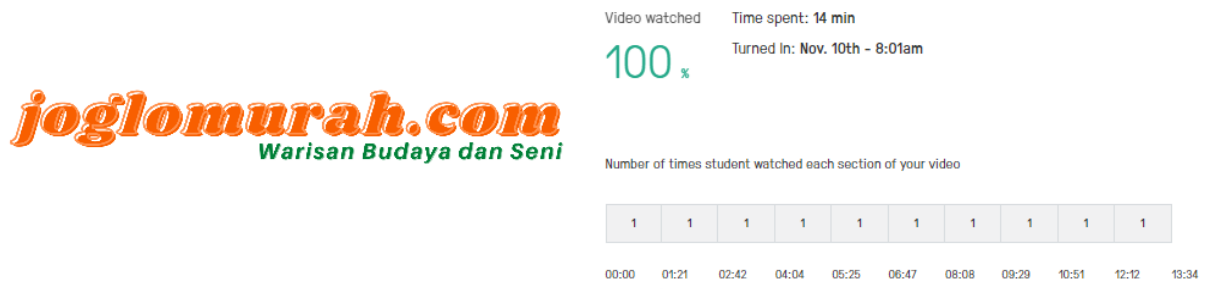 joglomurah.com
Warisan Budaya dan Seni
Video watched
100 %
Time spent: 14 min
Turned In: Nov. 10th - 8:01am
Number of times student watched each section of your video
1 1 1 1 1 1 1 1 1 1
00:00 01:21 02:42 04:04 05:25 06:47 08:08 09:29 10:51 12:12 13:34